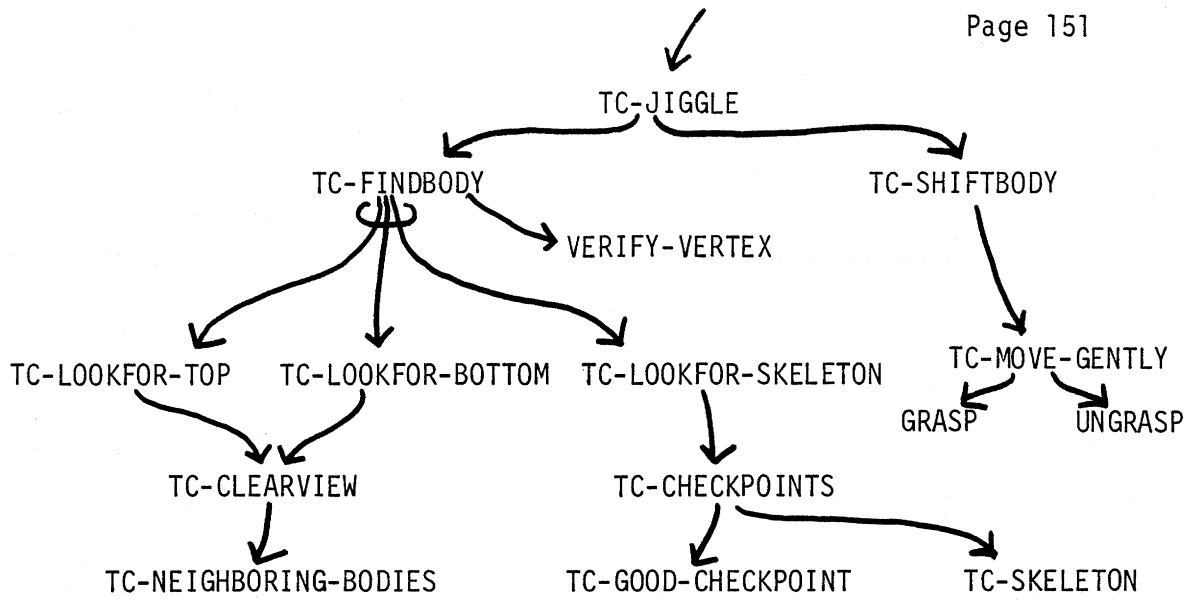 Page 151
TC-JIGGLE
TC-FINDBODY TC-SHIFTBODY
VERIFY-VERTEX
TC-LOOKFOR-TOP TC-LOOKFOR-BOTTOM TC-LOOKFOR-SKELETON TC-MOVE-GENTLY
GRASP UNGRASP
TC-CLEARVIEW TC-CHECKPOINTS
TC-NEIGHBORING-BODIES TC-GOOD-CHECKPOINT TC-SKELETON